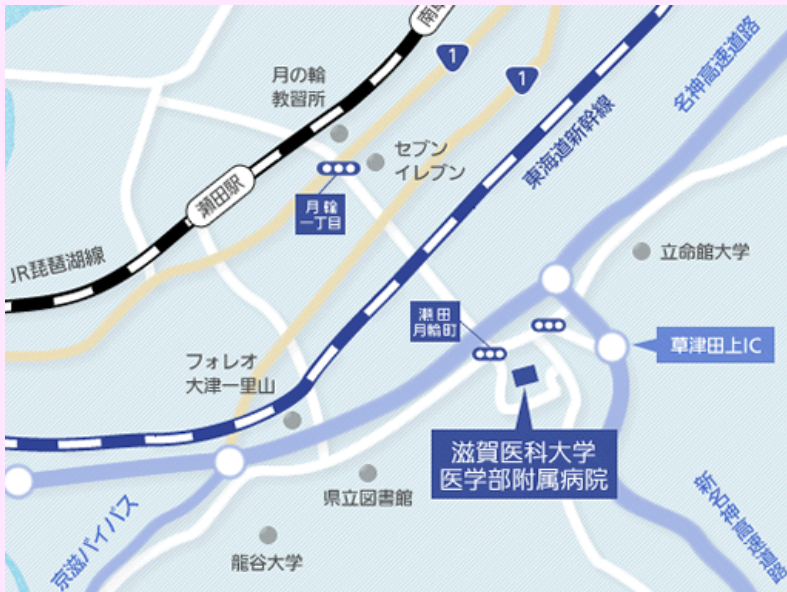 南草
1
月の輪
教習所
1
名神高速道路
東海道新幹線
セブン
イレブン
瀬田駅
月輪
一丁目
JR琵琶湖線
立命館大学
瀬田
月輪町
草津田上IC
フォレオ
大津一里山
滋賀医科大学
医学部附属病院
県立図書館
新名神高速道路
京滋バイパス
龍谷大学